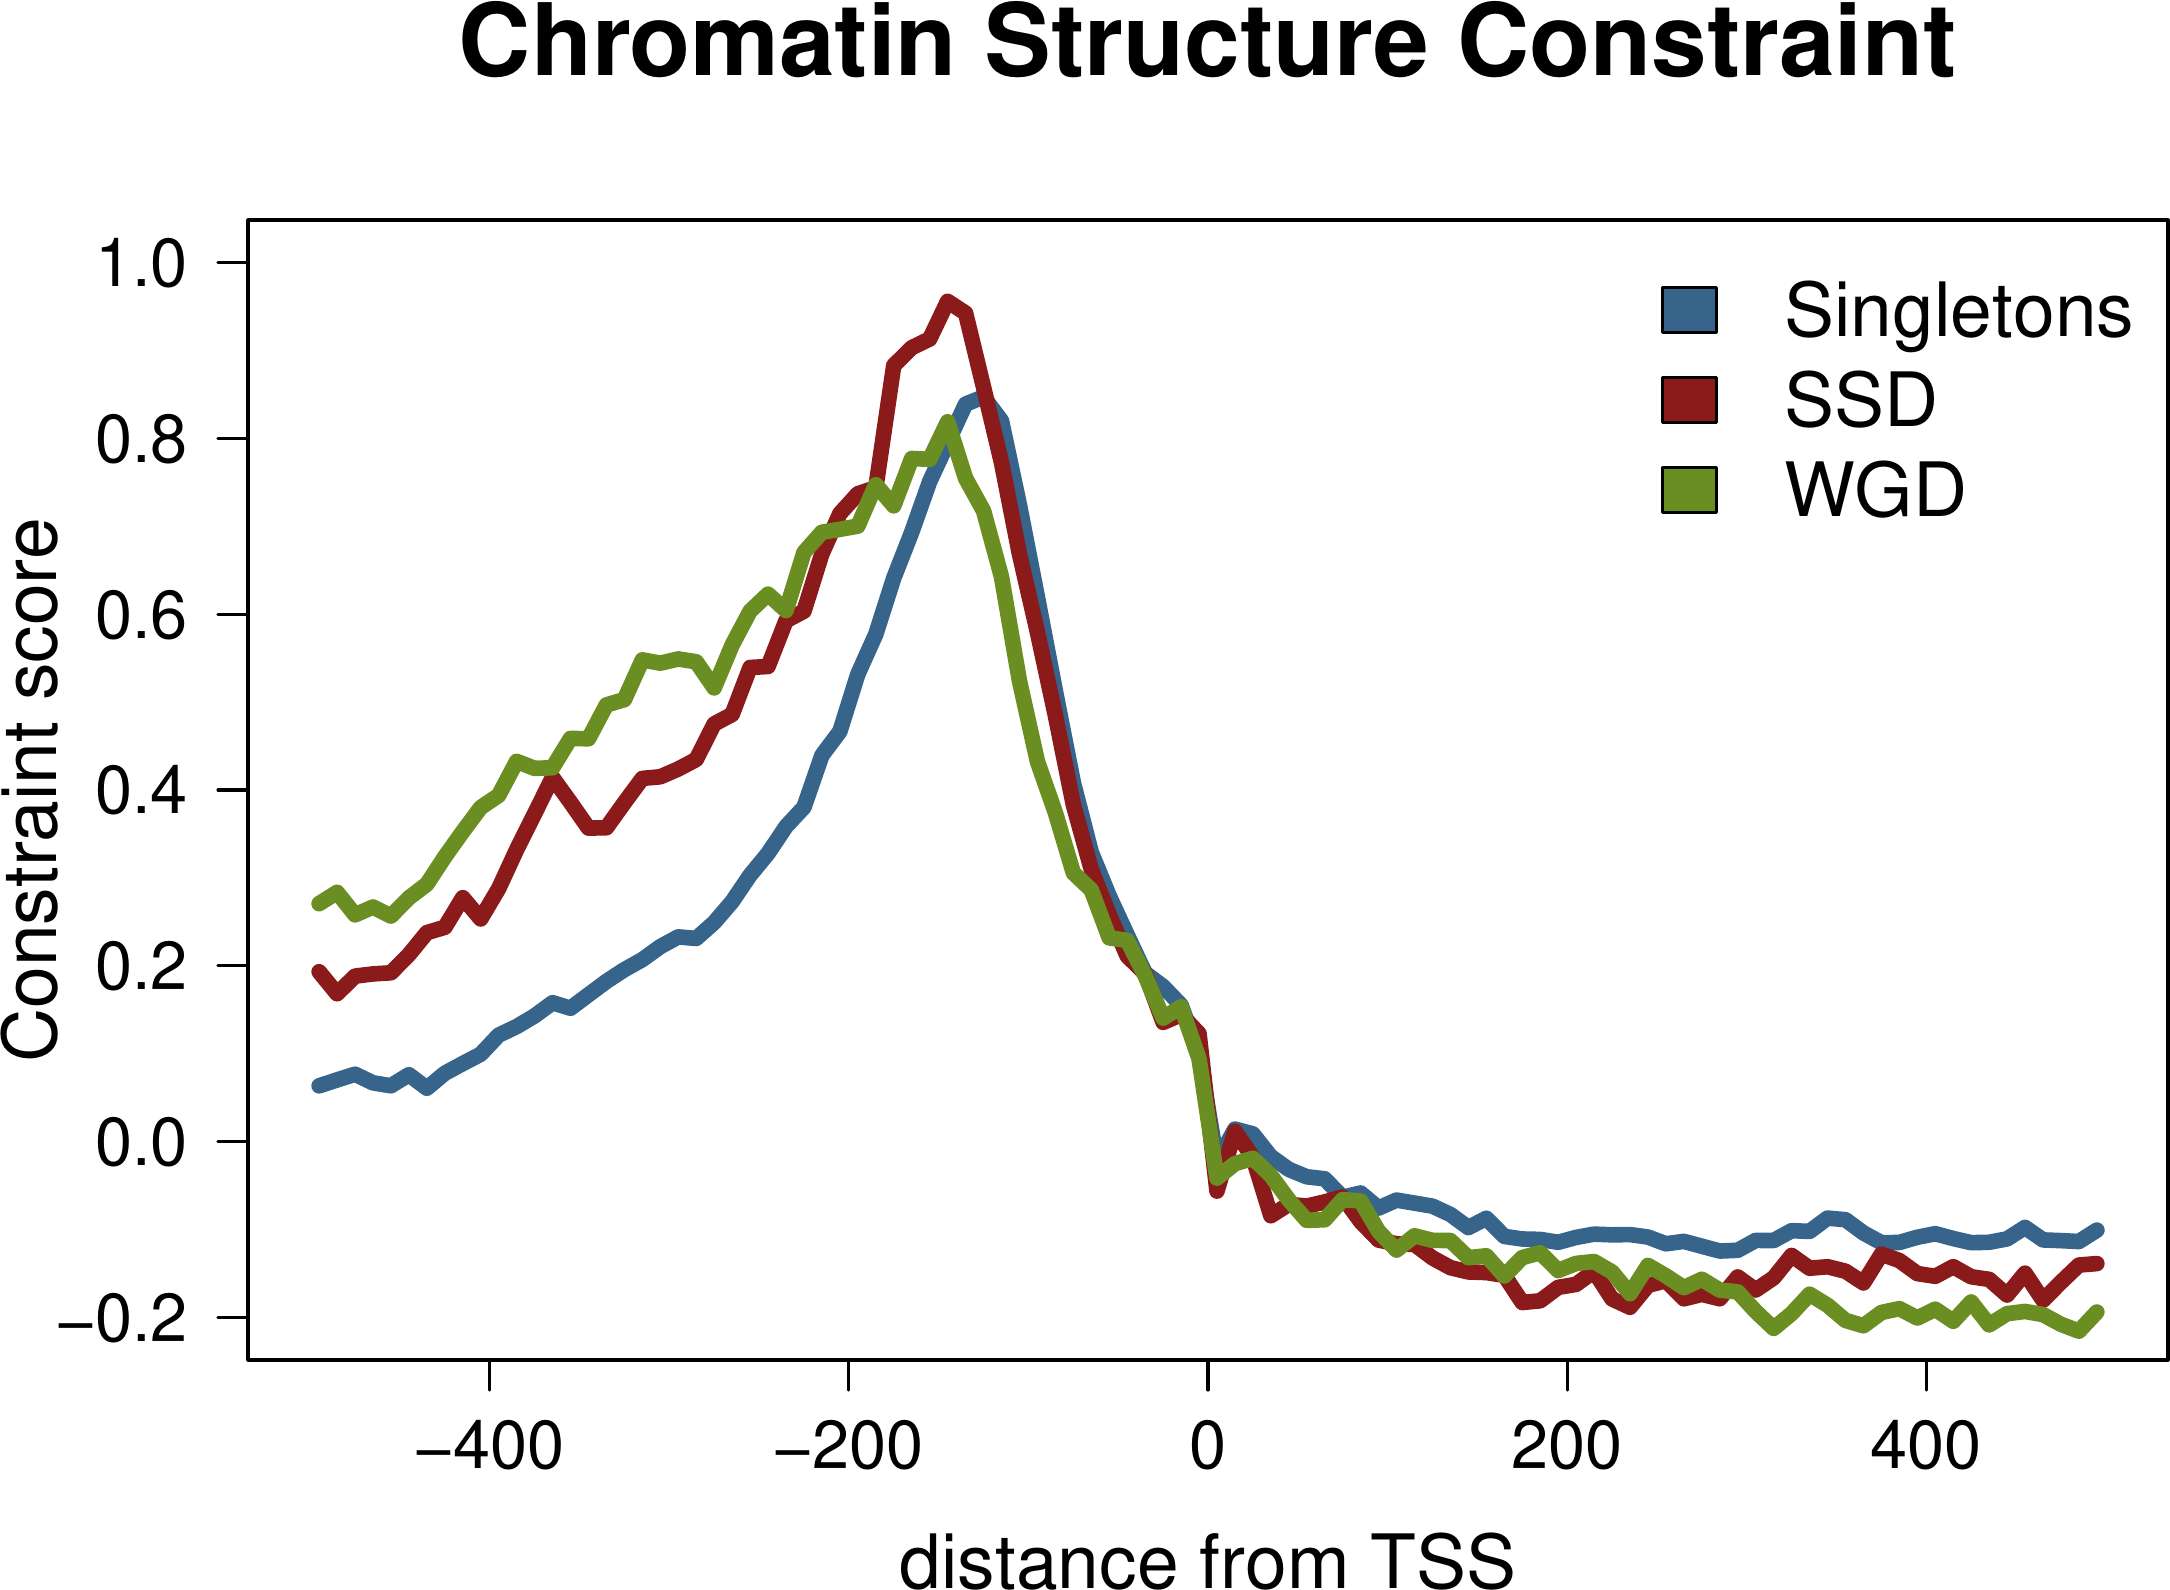 Chromatin Structure Constraint
1.0
0.8
0.6
0.4
0.2
0.0
−0.2
Constraint score
Singletons
SSD
WGD
−400
−200
0
200
400
distance from TSS